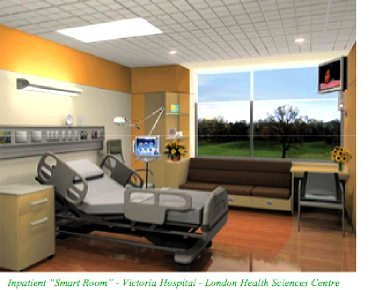 Inpatient "Smart Room" - Victoria Hospital - London Health Sciences Centre